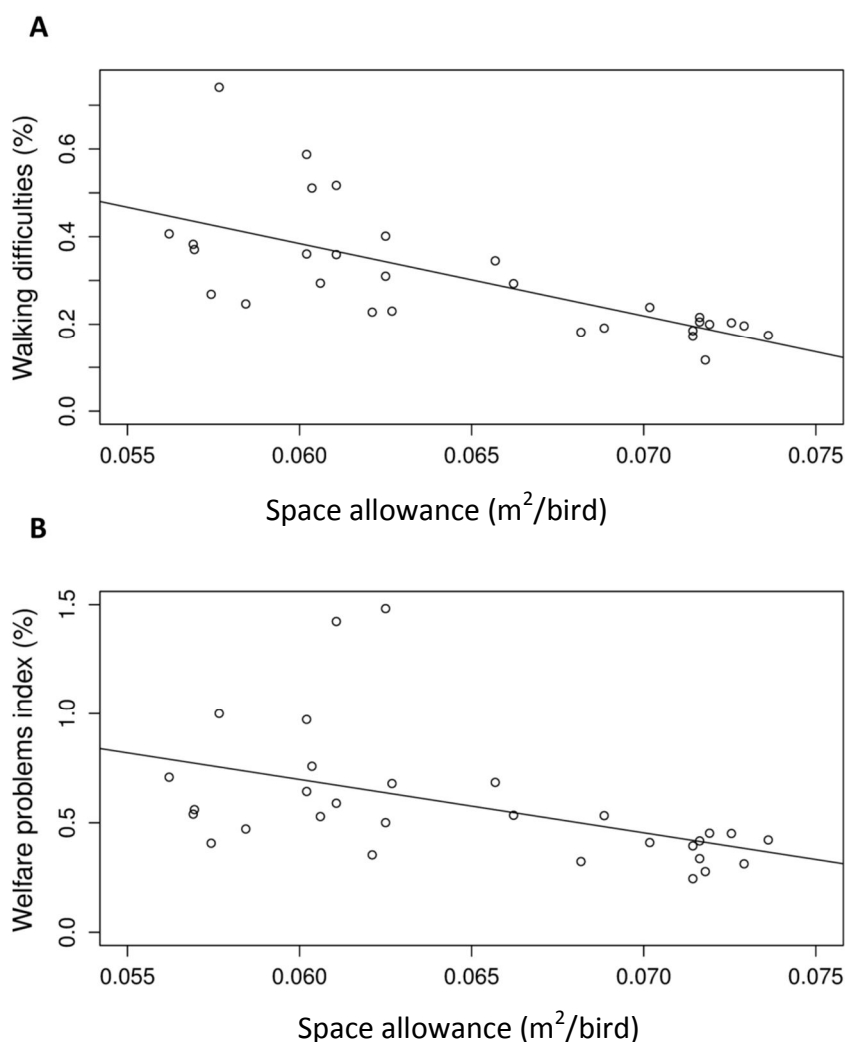 A
Walking difficulties (%)
0.6
0.4
0.2
0.0
0.055 0.060 0.065 0.070 0.075
Space allowance (m²/bird)
B
Welfare problems index (%)
1.5
1.0
0.5
0.0
0.055 0.060 0.065 0.070 0.075
Space allowance (m²/bird)